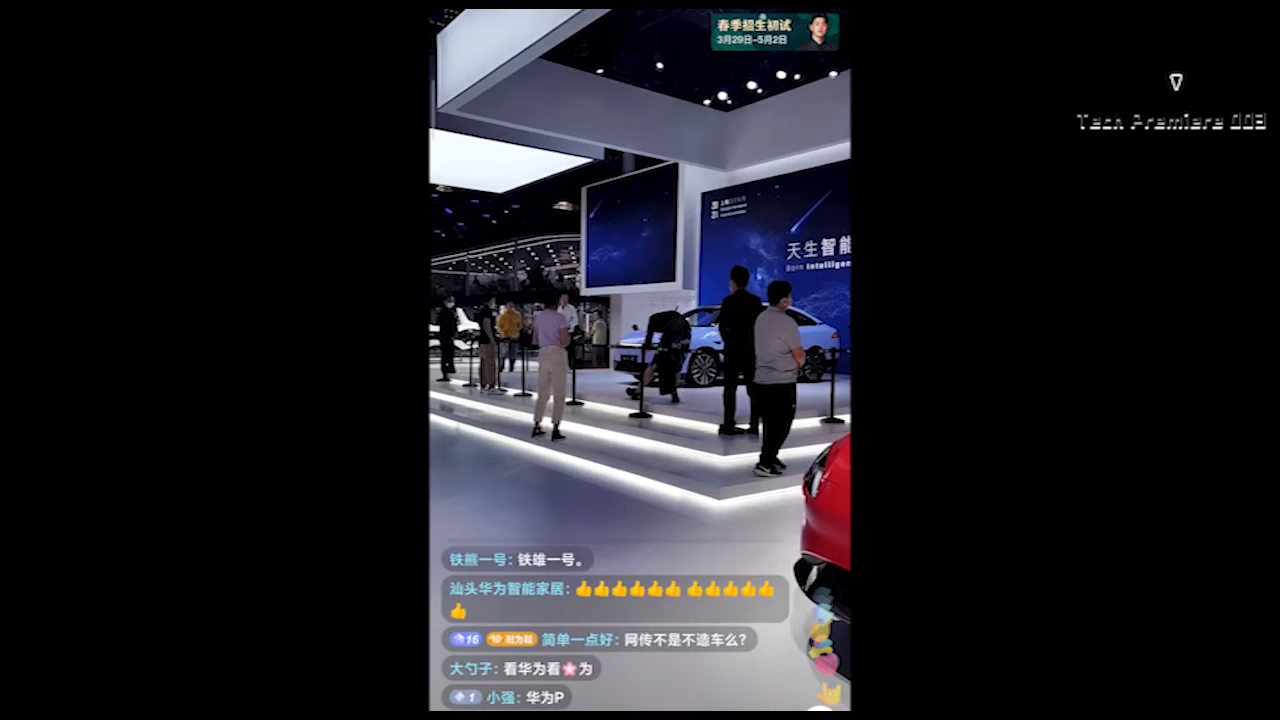 春季招生初试
3月29日-5月2日
Tech Premiere 003
天生智能
Born Intelligen
铁熊一号：铁雄一号。
汕头华为智能家居：👍👍👍👍👍👍 👍👍👍👍👍
👍
16 简单一点好：网传不是不造车么？
大勺子：看华为看🌸为
1 小强：华为P